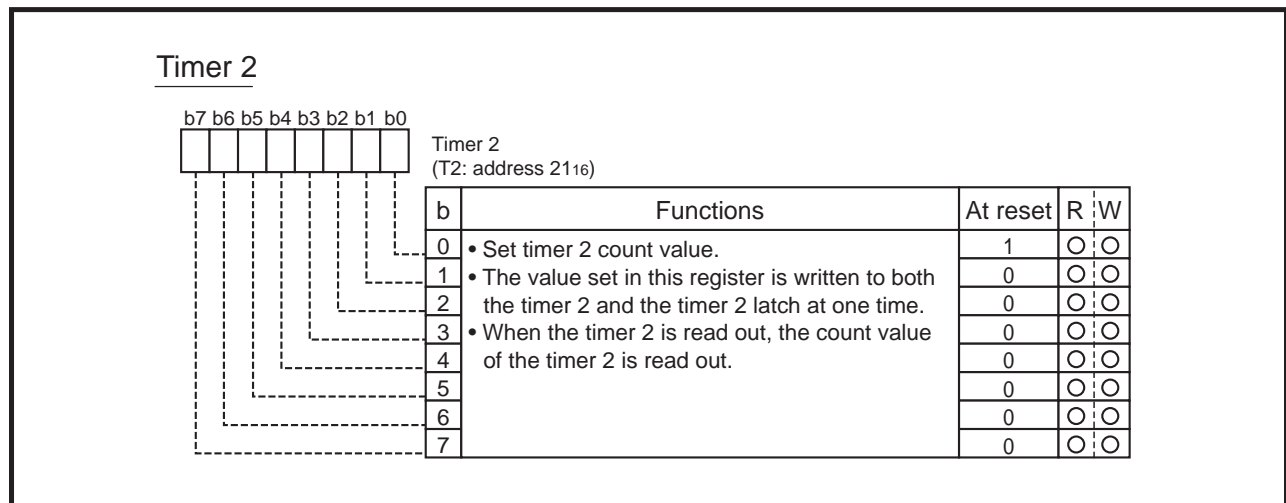 Timer 2
b7 b6 b5 b4 b3 b2 b1 b0
Timer 2
(T2: address 2116)
b Functions At reset R W
0 • Set timer 2 count value. 1 O O
1 • The value set in this register is written to both 0 O O
2 the timer 2 and the timer 2 latch at one time. 0 O O
3 • When the timer 2 is read out, the count value 0 O O
4 of the timer 2 is read out. 0 O O
5 0 O O
6 0 O O
7 0 O O